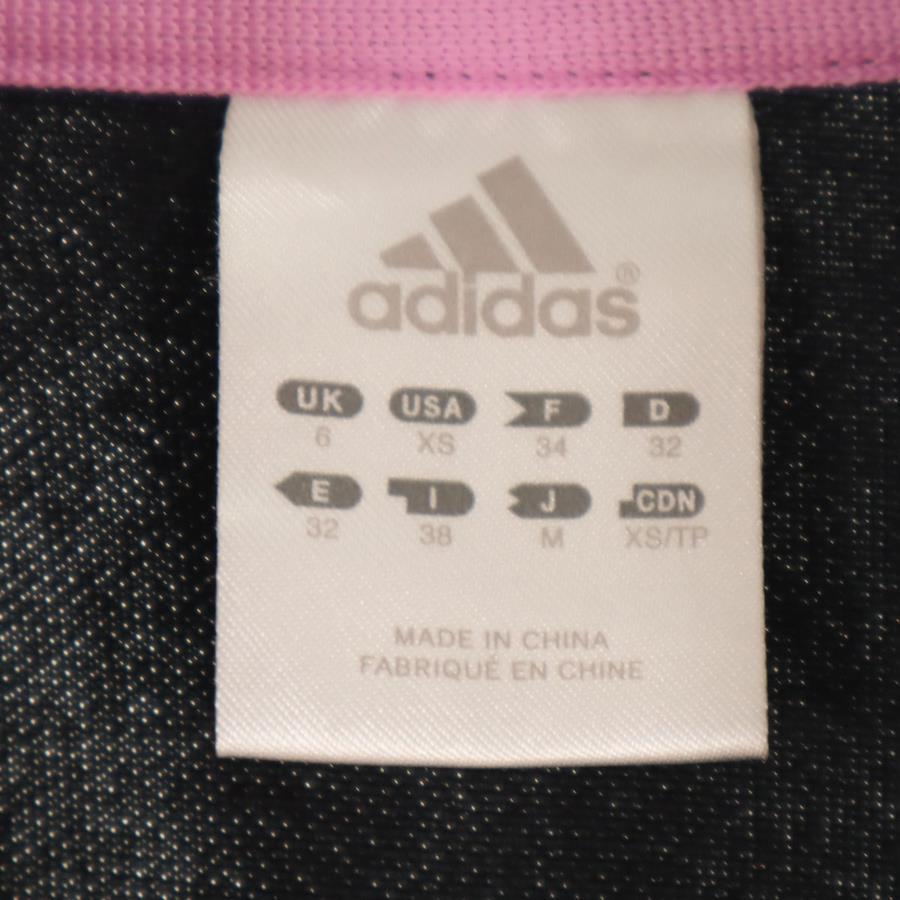 adidas®
UK USA F D
6 XS 34 32
E I J CDN
32 38 M XS/TP
MADE IN CHINA
FABRIQUÉ EN CHINE